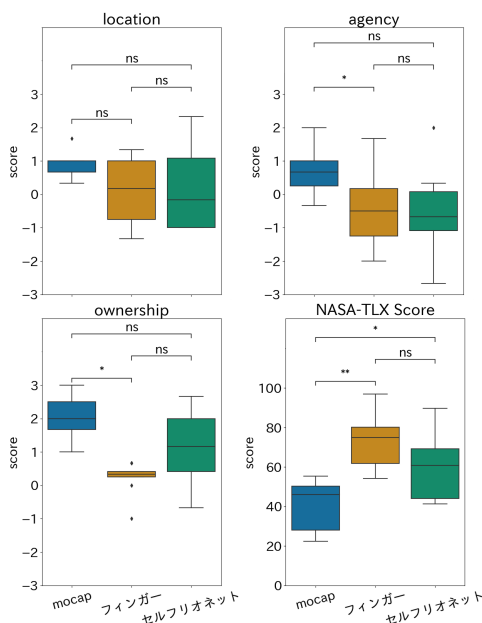 location
agency
ns
ns
ns
ns
*
ns
score
3
2
1
0
−1
−2
−3
score
3
2
1
0
−1
−2
−3
ownership
NASA-TLX Score
ns
*
ns
*
**
ns
score
3
2
1
0
−1
−2
−3
score
100
80
60
40
20
0
mocap
フィンガー
セルフリオネット
mocap
フィンガー
セルフリオネット